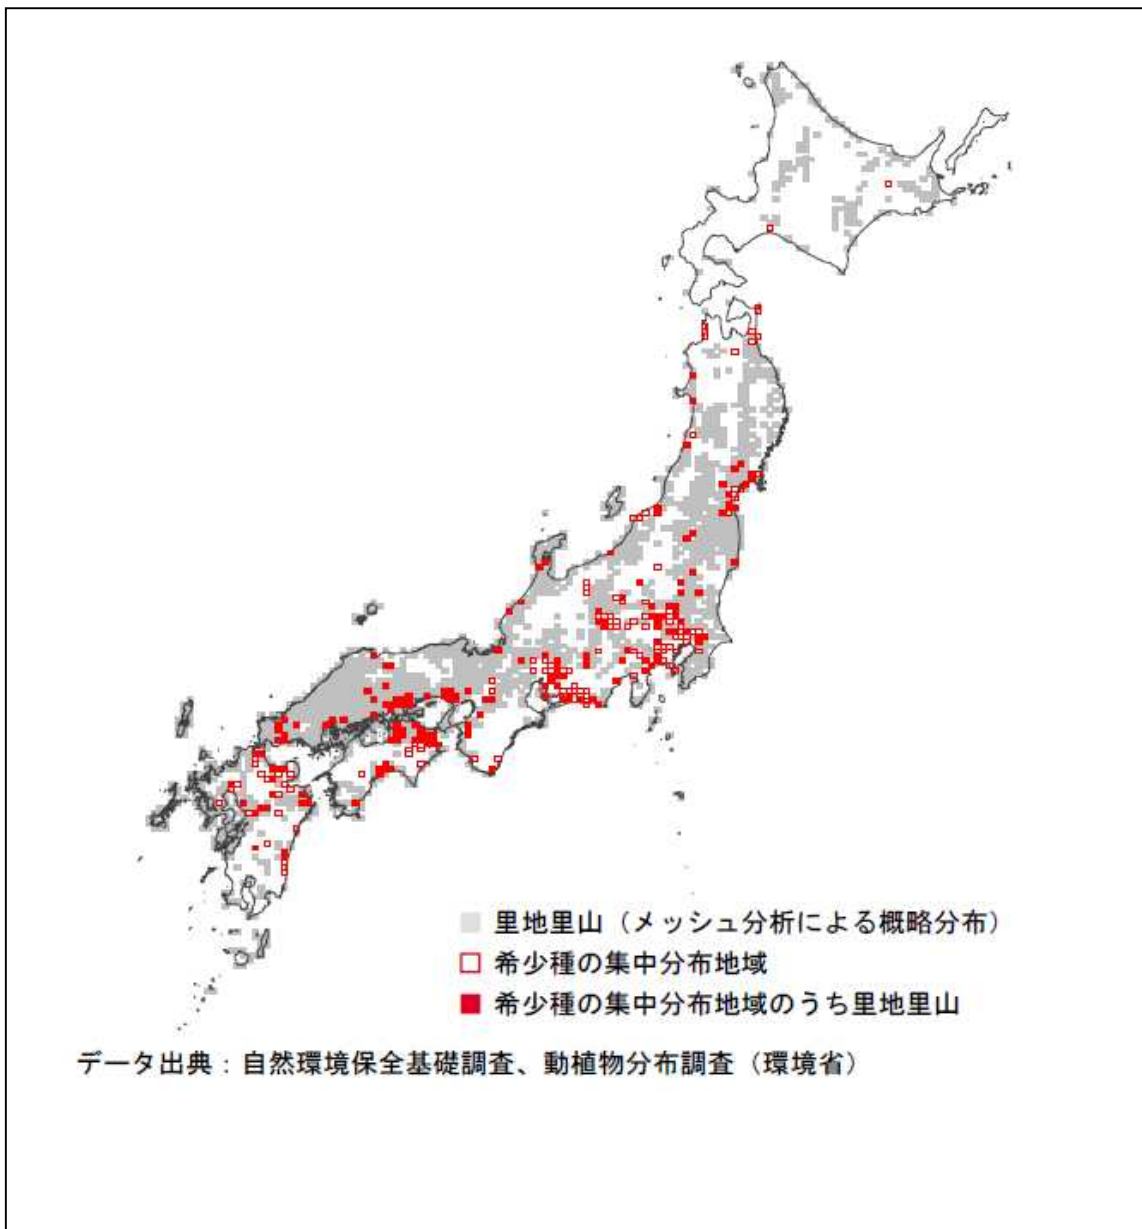 里地里山（メッシュ分析による概略分布）
希少種の集中分布地域
希少種の集中分布地域のうち里地里山
データ出典：自然環境保全基礎調査、動植物分布調査（環境省）